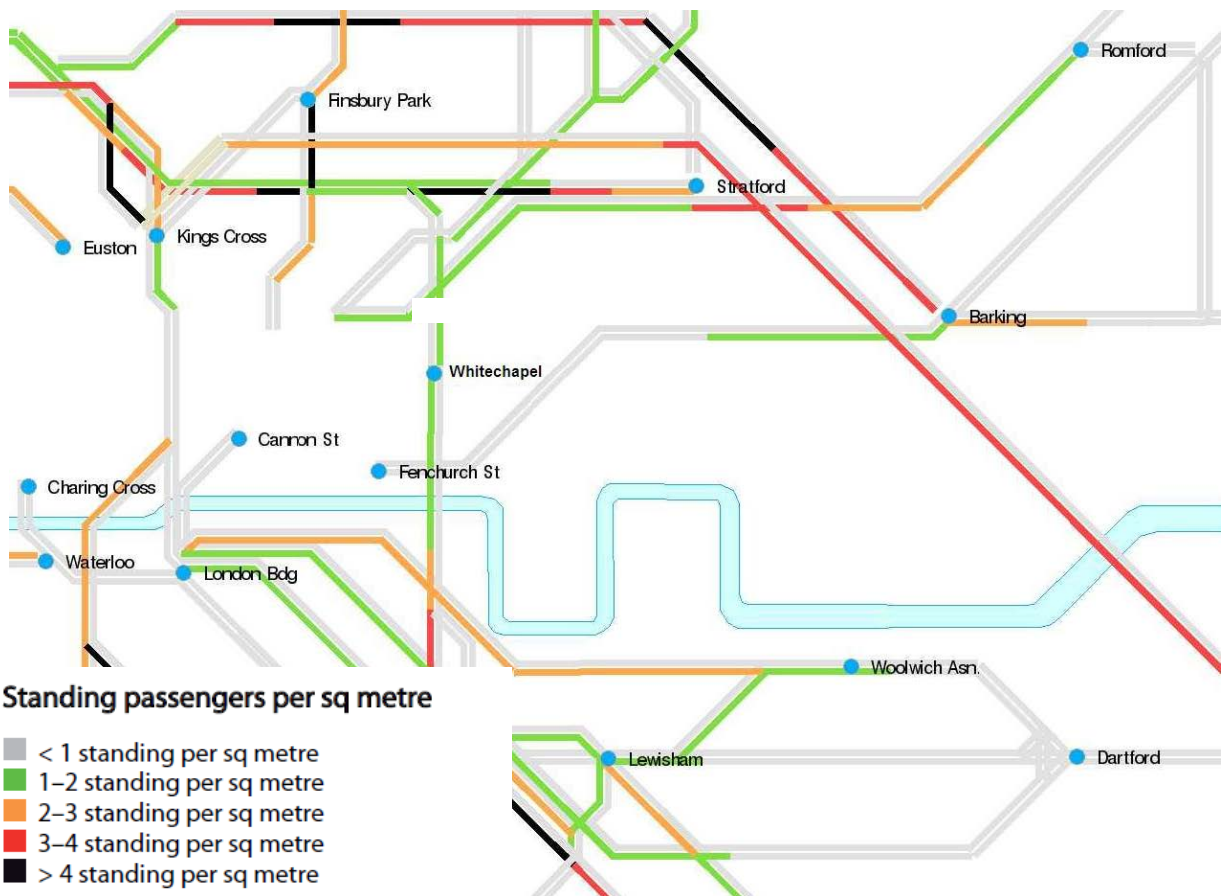 Romford
Finsbury Park
Stratford
Kings Cross
Euston
Barking
Whitechapel
Cannon St
Fenchurch St
Charing Cross
Waterloo
London Bdg
Woolwich Asn.
Lewisham
Dartford
Standing passengers per sq metre
< 1 standing per sq metre
1–2 standing per sq metre
2–3 standing per sq metre
3–4 standing per sq metre
> 4 standing per sq metre